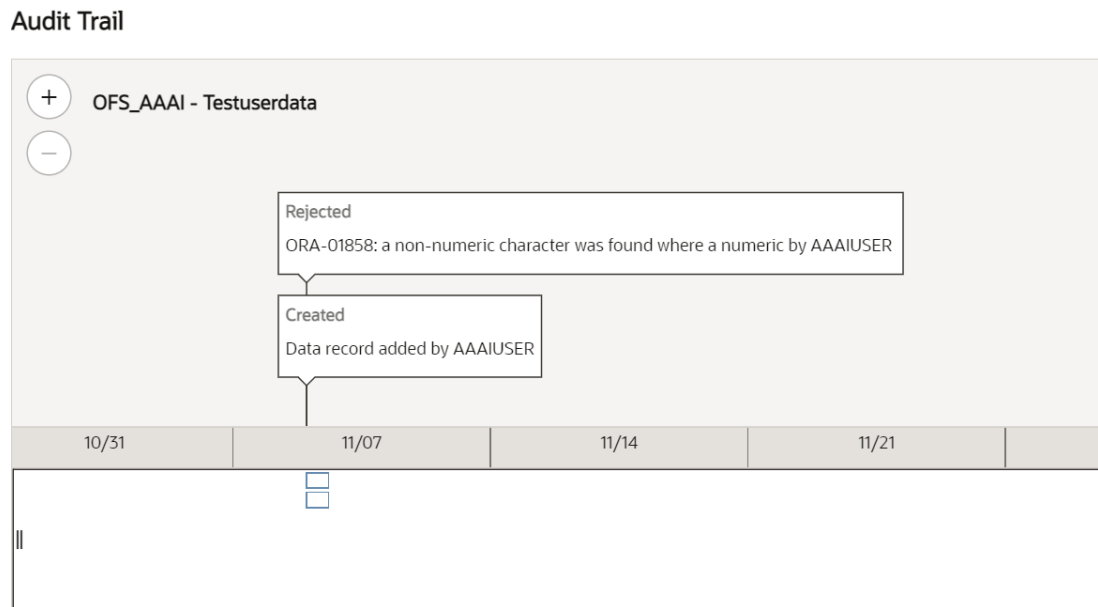 Audit Trail
+
OFS_AAAI - Testuserdata
−
Rejected
ORA-01858: a non-numeric character was found where a numeric by AAAIUSER
Created
Data record added by AAAIUSER
10/31 11/07 11/14 11/21